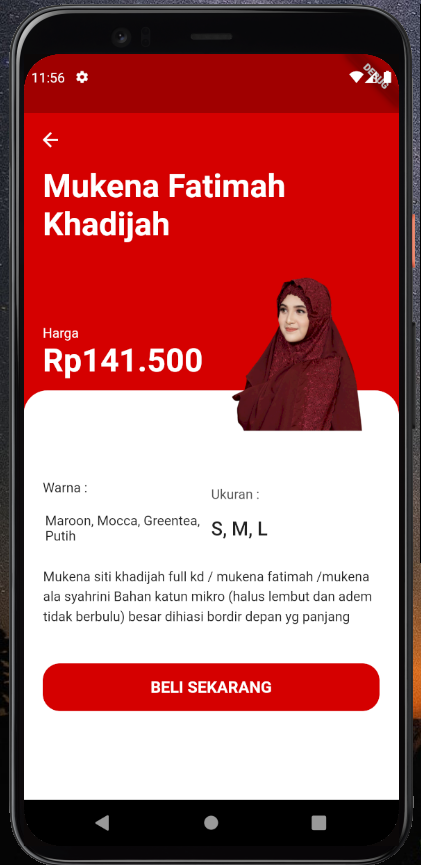 11:56
DEBUG
Mukena Fatimah
Khadijah
Harga
Rp141.500
Warna :
Ukuran :
Maroon, Mocca, Greentea,
Putih
S, M, L
Mukena siti khadijah full kd / mukena fatimah /mukena
ala syahrini Bahan katun mikro (halus lembut dan adem
tidak berbulu) besar dihiasi bordir depan yg panjang
BELI SEKARANG